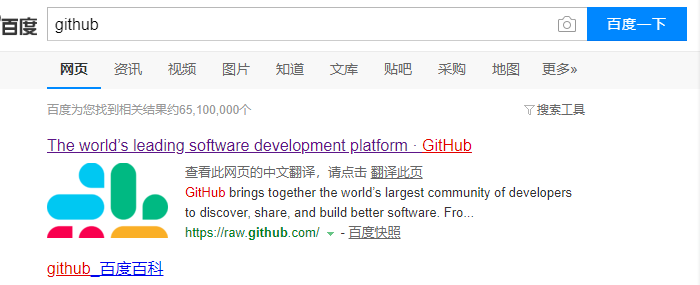 百度 github 百度一下
网页 资讯 视频 图片 知道 文库 贴吧 采购 地图 更多»
百度为您找到相关结果约65,100,000个 搜索工具
The world's leading software development platform · GitHub
查看此网页的中文翻译，请点击 翻译此页
GitHub brings together the world's largest community of developers
to discover, share, and build better software. Fro...
https://raw.github.com/ - 百度快照
github_百度百科